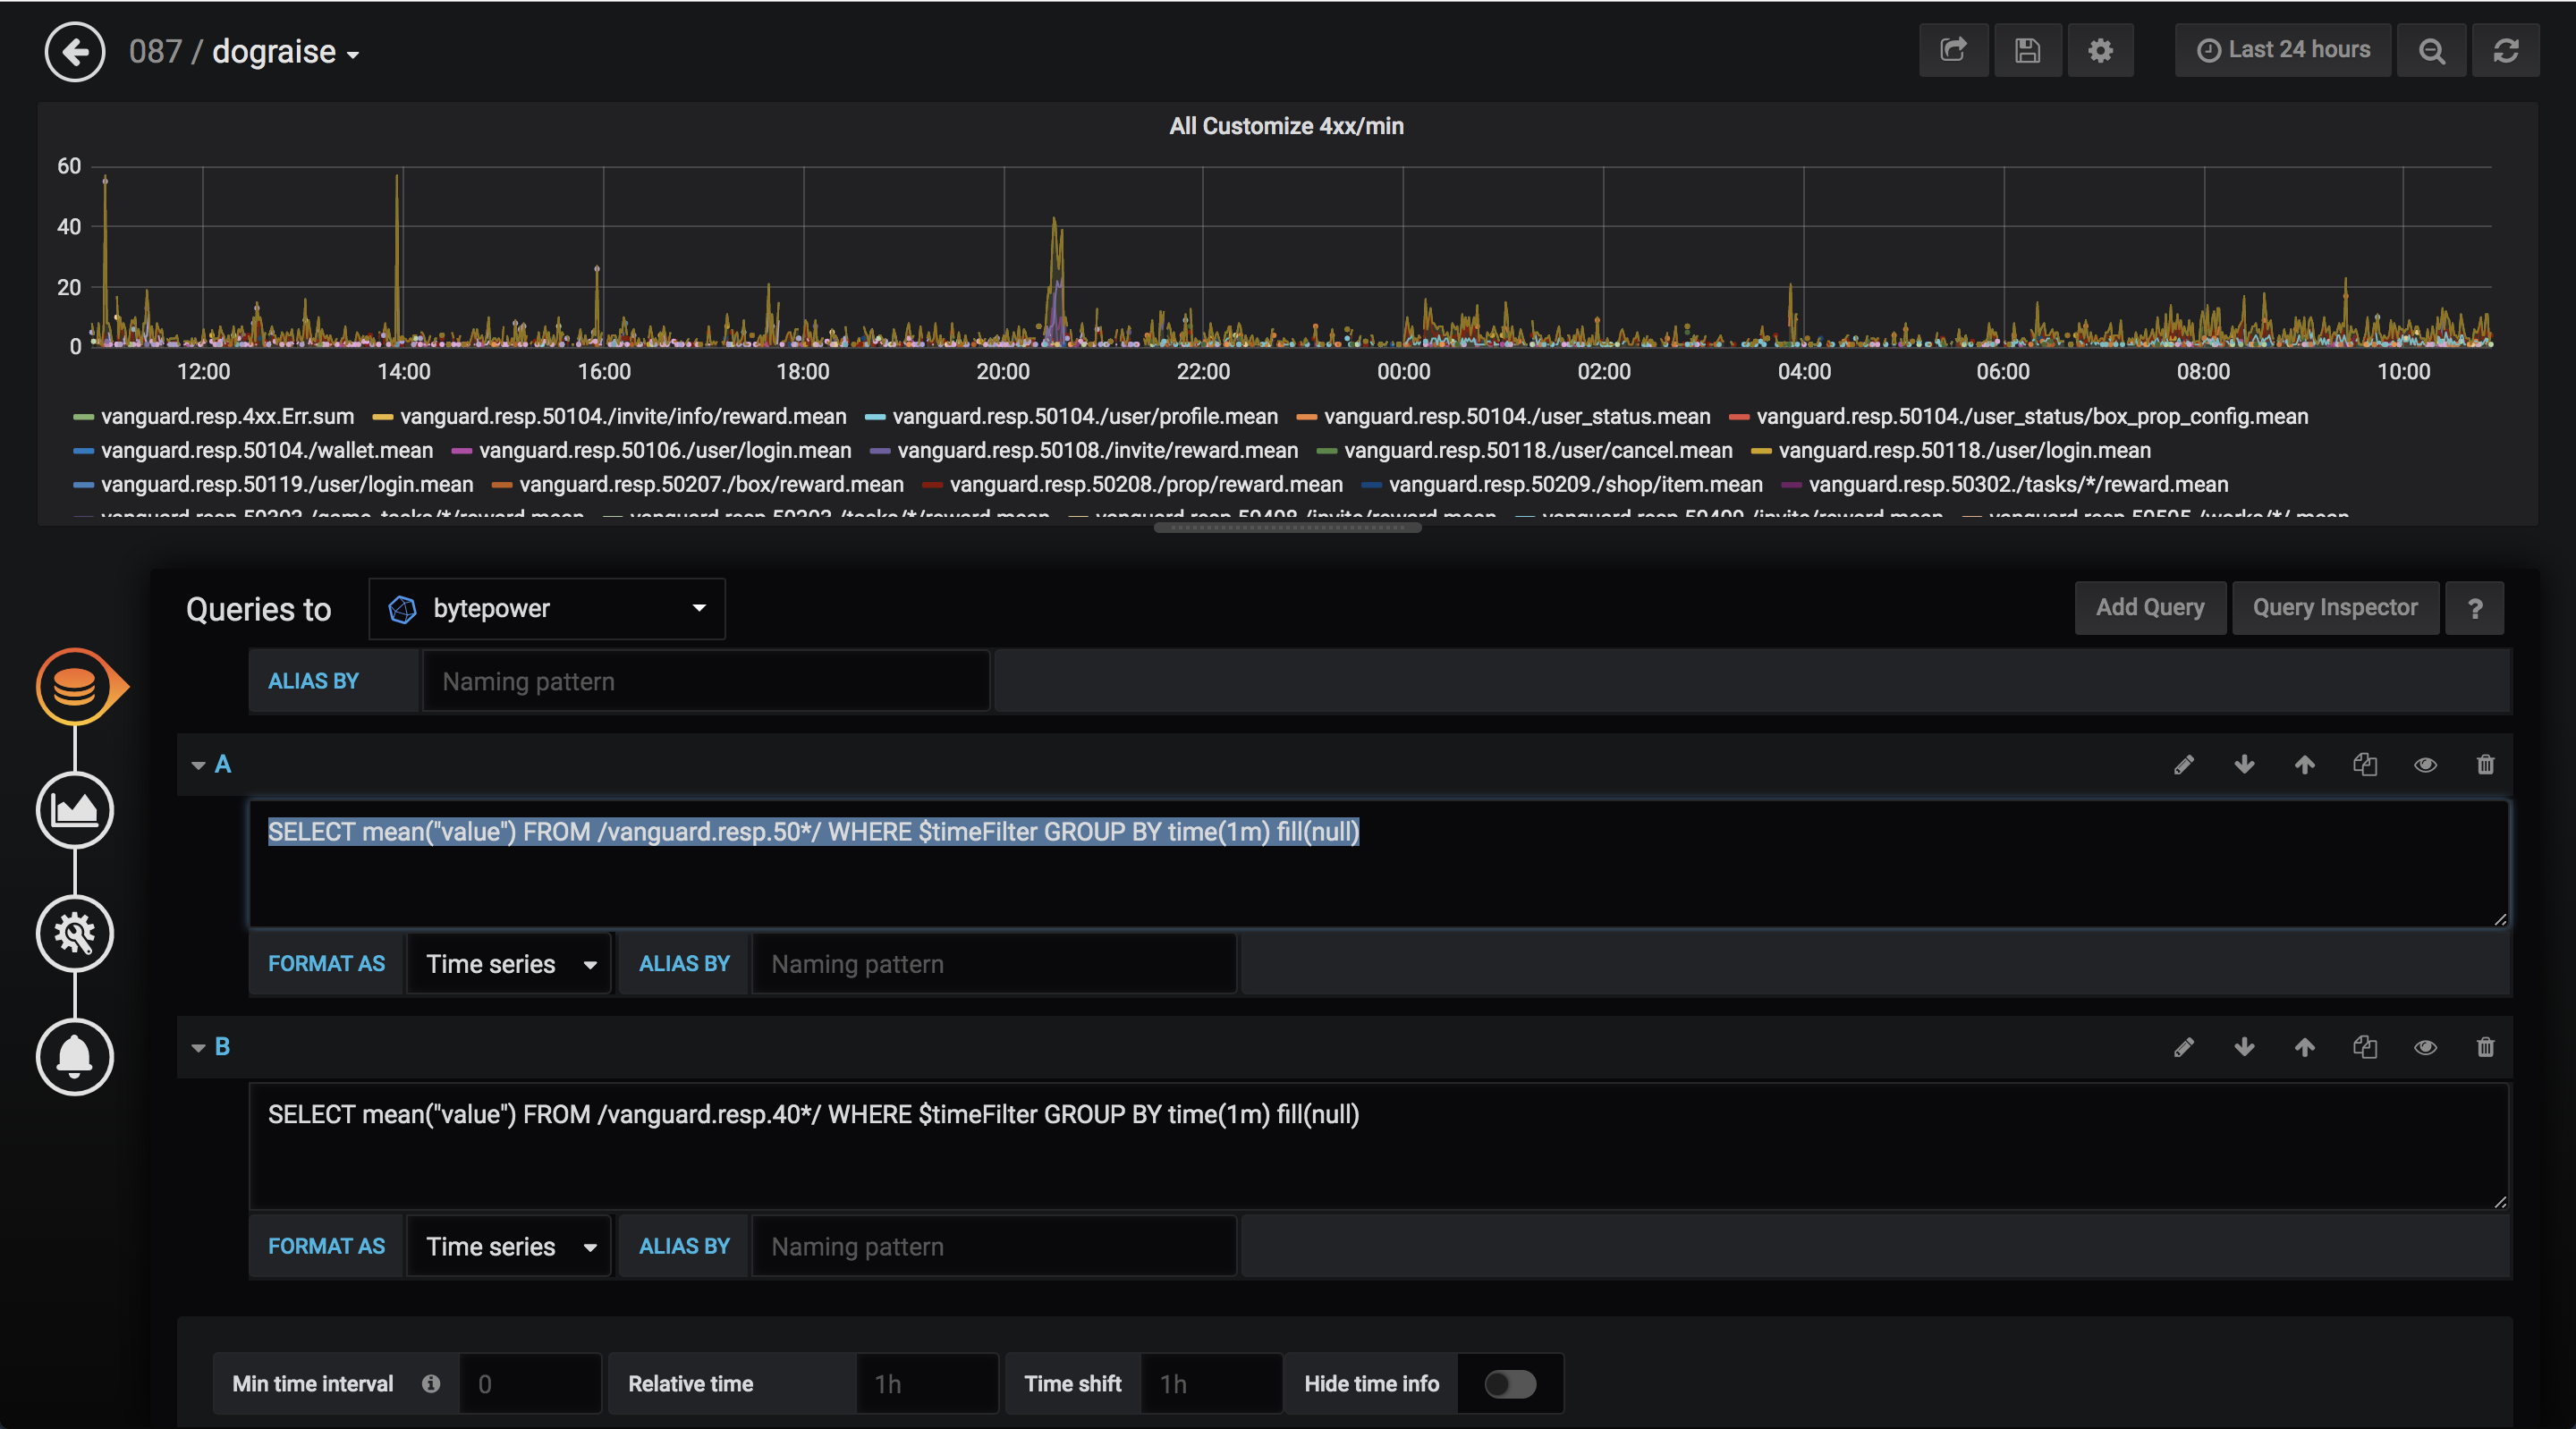 087 / dograise
Last 24 hours
All Customize 4xx/min
60
40
20
0
12:00 14:00 16:00 18:00 20:00 22:00 00:00 02:00 04:00 06:00 08:00 10:00
vanguard.resp.4xx.Err.sum vanguard.resp.50104./invite/info/reward.mean vanguard.resp.50104./user/profile.mean vanguard.resp.50104./user_status.mean vanguard.resp.50104./user_status/box_prop_config.mean
vanguard.resp.50104./wallet.mean vanguard.resp.50106./user/login.mean vanguard.resp.50108./invite/reward.mean vanguard.resp.50118./user/cancel.mean vanguard.resp.50118./user/login.mean
vanguard.resp.50119./user/login.mean vanguard.resp.50207./box/reward.mean vanguard.resp.50208./prop/reward.mean vanguard.resp.50209./shop/item.mean vanguard.resp.50302./tasks/*/reward.mean
Queries to bytepower Add Query Query Inspector ?
ALIAS BY Naming pattern
A
SELECT mean("value") FROM /vanguard.resp.50*/ WHERE $timeFilter GROUP BY time(1m) fill(null)
FORMAT AS Time series ALIAS BY Naming pattern
B
SELECT mean("value") FROM /vanguard.resp.40*/ WHERE $timeFilter GROUP BY time(1m) fill(null)
FORMAT AS Time series ALIAS BY Naming pattern
Min time interval 0 Relative time 1h Time shift 1h Hide time info